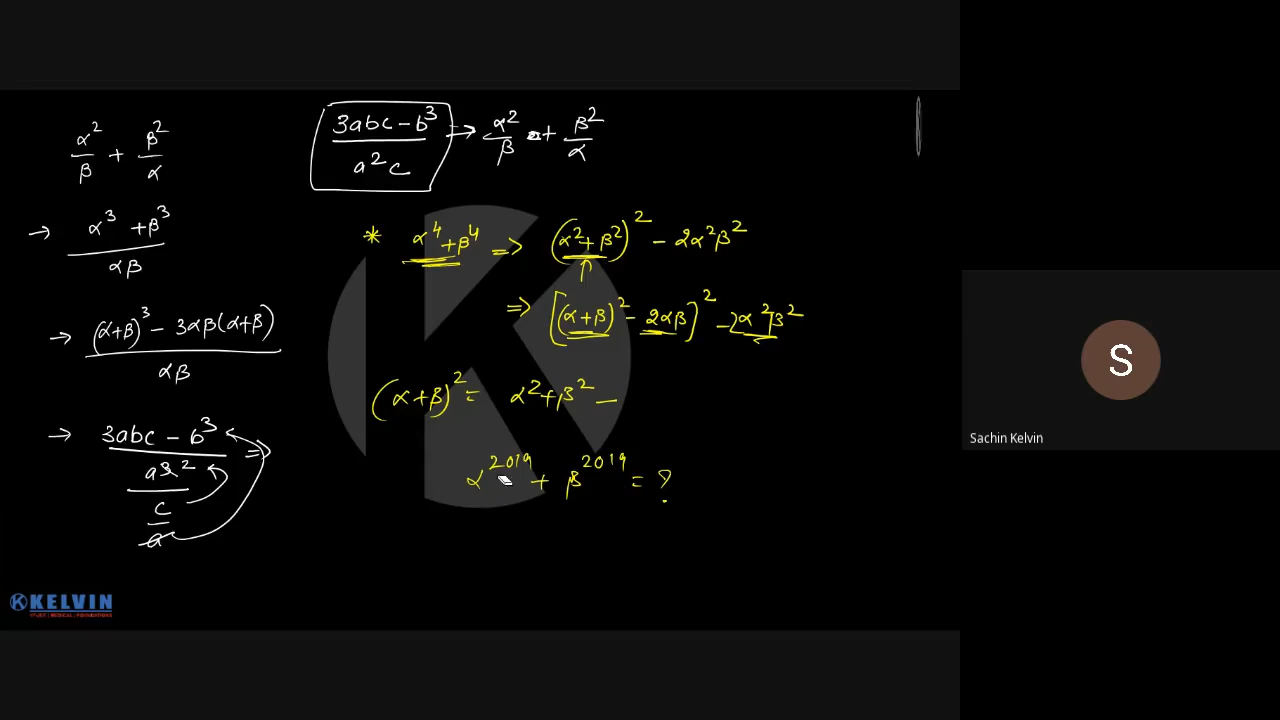 α²/β + β²/α
→ α³ + β³ / αβ
→ (α+β)³ − 3αβ(α+β) / αβ
→ 3abc − b³ / a³² / c / a ⇒
3abc − b³ / a²c → α²/β + β²/α
* α⁴ + β⁴ ⇒ (α² + β²)² − 2α²β²
⇒ [(α + β)² − 2αβ]² − 2α²β²
(α + β)² = α² + β² −
α²⁰¹⁹ + β²⁰¹⁹ = ?
KELVIN
S
Sachin Kelvin